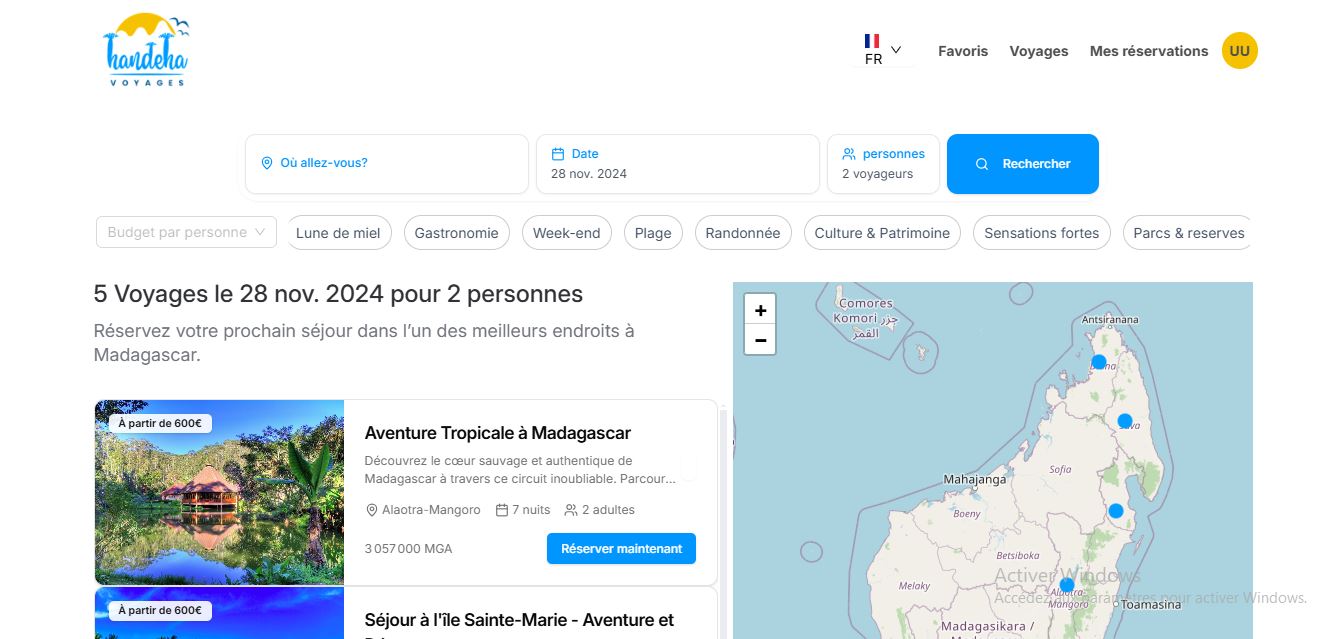 handeha
VOYAGES
FR
Favoris
Voyages
Mes réservations
UU
Où allez-vous?
Date
28 nov. 2024
personnes
2 voyageurs
Rechercher
Budget par personne
Lune de miel
Gastronomie
Week-end
Plage
Randonnée
Culture & Patrimoine
Sensations fortes
Parcs & reserves
5 Voyages le 28 nov. 2024 pour 2 personnes
Réservez votre prochain séjour dans l’un des meilleurs endroits à
Madagascar.
À partir de 600€
Aventure Tropicale à Madagascar
Découvrez le cœur sauvage et authentique de
Madagascar à travers ce circuit inoubliable. Parcour...
Alaotra-Mangoro
7 nuits
2 adultes
3 057 000 MGA
Réserver maintenant
À partir de 600€
Séjour à l'île Sainte-Marie - Aventure et
+
−
Comores
Komori جزر
القمر
Antsiranana
Sofia
Mahajanga
Boeny
Betsiboka
Melaky
Mangoro
Toamasina
Madagasikara /
Activer Windows
Accédez aux paramètres pour activer Windows.